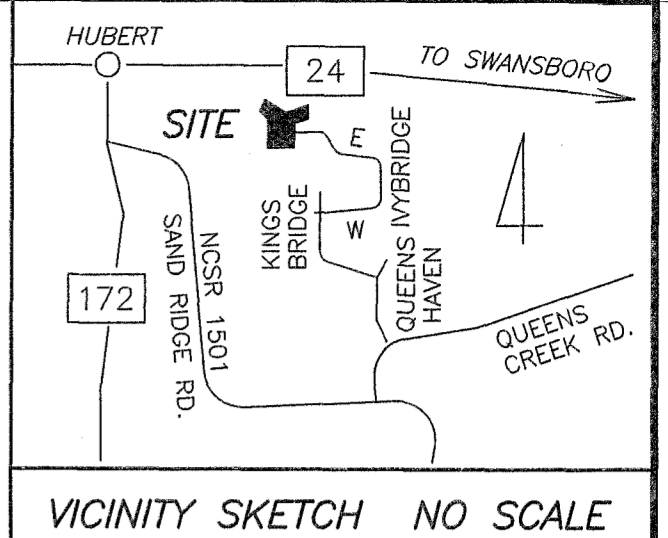 HUBERT
24
TO SWANSBORO
SITE
E
IVYBRIDGE
KINGS
BRIDGE
W
QUEENS
HAVEN
NCSR 1501
SAND RIDGE RD.
172
QUEENS
CREEK RD.
VICINITY SKETCH NO SCALE